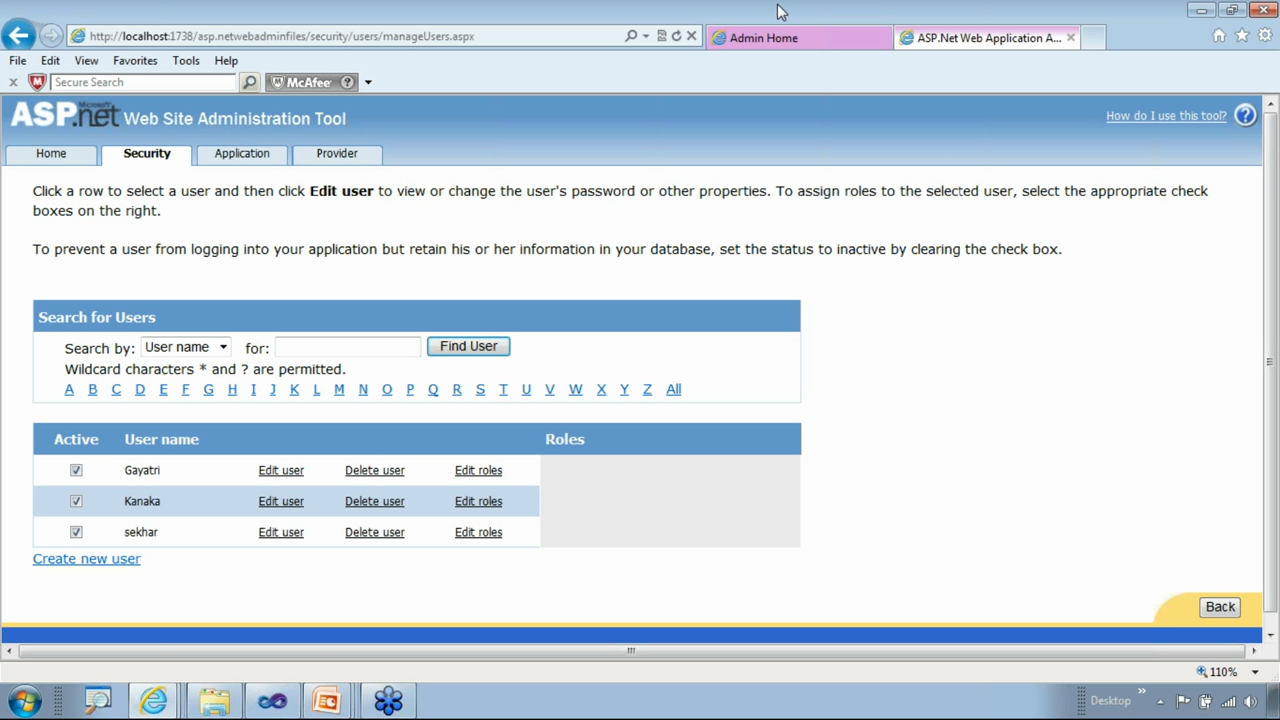 http://localhost:1738/asp.netwebadminfiles/security/users/manageUsers.aspx
Admin Home
ASP.Net Web Application A...
File Edit View Favorites Tools Help
Secure Search
McAfee
Microsoft
ASP.net Web Site Administration Tool
How do I use this tool?
Home Security Application Provider
Click a row to select a user and then click Edit user to view or change the user's password or other properties. To assign roles to the selected user, select the appropriate check
boxes on the right.
To prevent a user from logging into your application but retain his or her information in your database, set the status to inactive by clearing the check box.
Search for Users
Search by: User name for: Find User
Wildcard characters * and ? are permitted.
A B C D E F G H I J K L M N O P Q R S T U V W X Y Z All
Active User name Roles
Gayatri Edit user Delete user Edit roles
Kanaka Edit user Delete user Edit roles
sekhar Edit user Delete user Edit roles
Create new user
Back
110%
Desktop